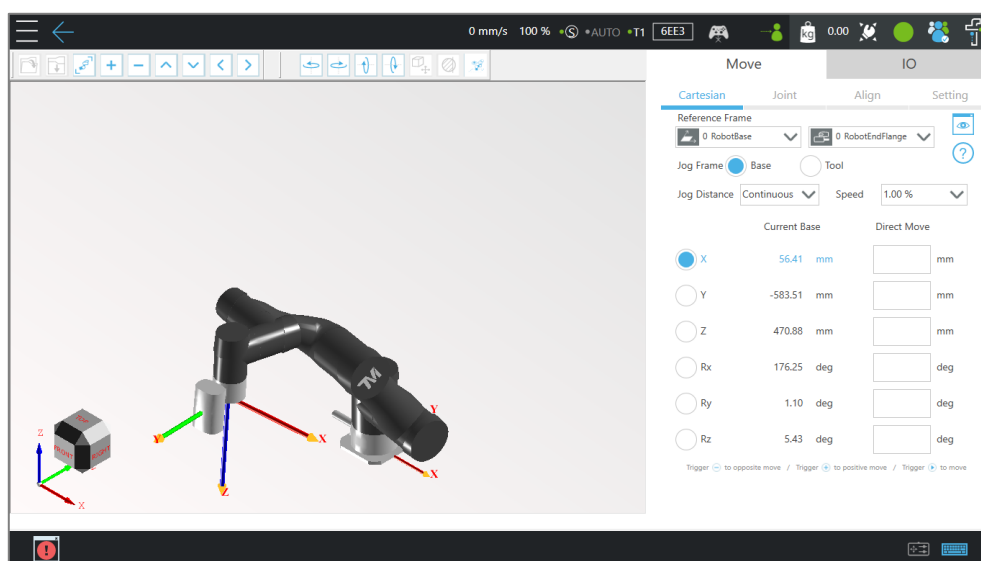 0 mm/s 100 % •Ⓢ •AUTO •T1 6EE3 kg 0.00
Move IO
Cartesian Joint Align Setting
Reference Frame
0 RobotBase 0 RobotEndFlange
Jog Frame Base Tool
?
Jog Distance Continuous Speed 1.00 %
Current Base Direct Move
X 56.41 mm mm
Y -583.51 mm mm
Z 470.88 mm mm
Rx 176.25 deg deg
Ry 1.10 deg deg
Rz 5.43 deg deg
Trigger ⊖ to opposite move / Trigger ⊕ to positive move / Trigger ▶ to move
TM
Y
Y X
X
Z
Z
FRONT RIGHT
X